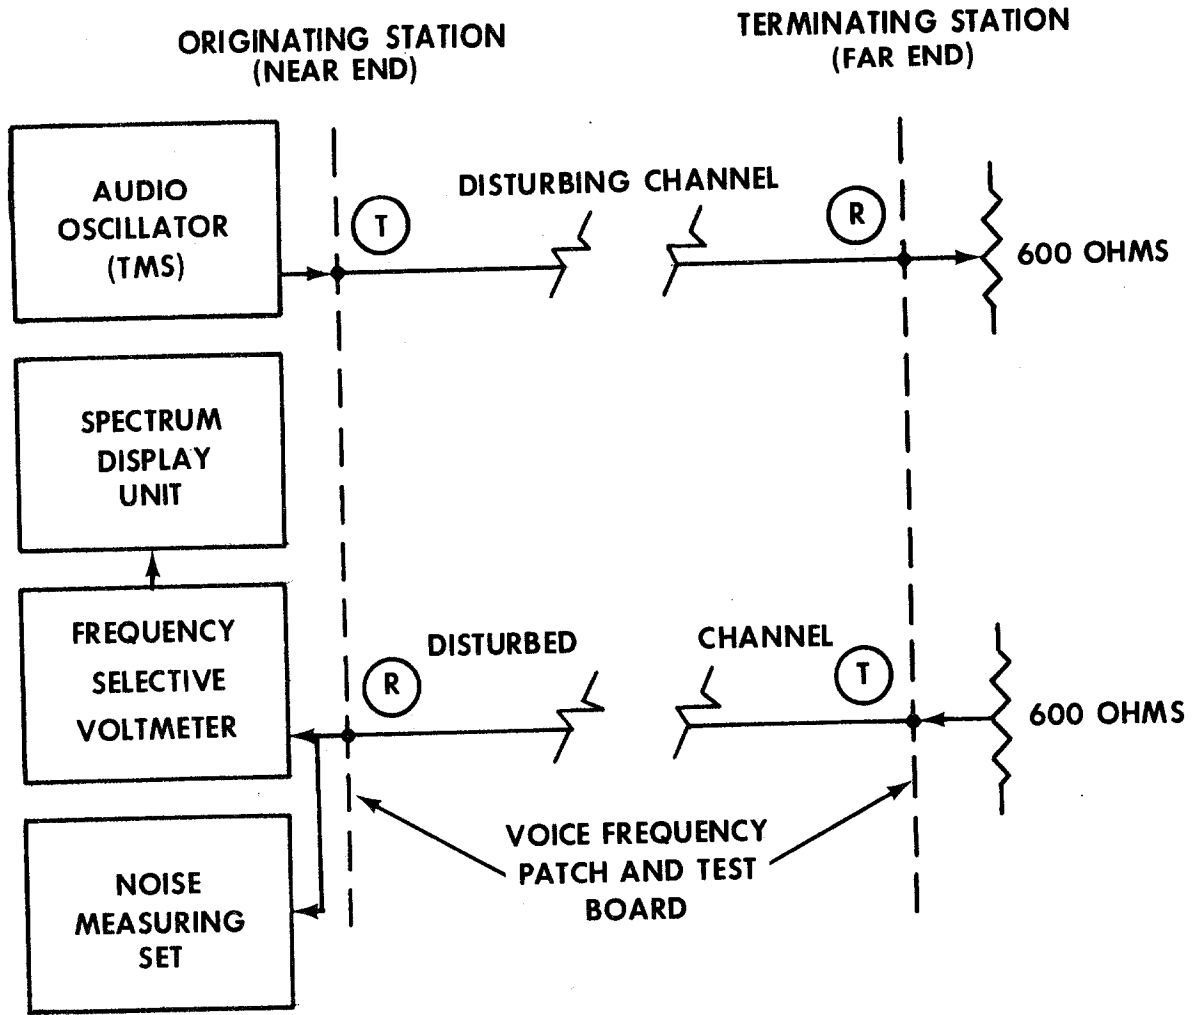 ORIGINATING STATION
(NEAR END)
TERMINATING STATION
(FAR END)
AUDIO
OSCILLATOR
(TMS)
T
DISTURBING CHANNEL
R
600 OHMS
SPECTRUM
DISPLAY
UNIT
FREQUENCY
SELECTIVE
VOLTMETER
R
DISTURBED
CHANNEL
T
600 OHMS
NOISE
MEASURING
SET
VOICE FREQUENCY
PATCH AND TEST
BOARD